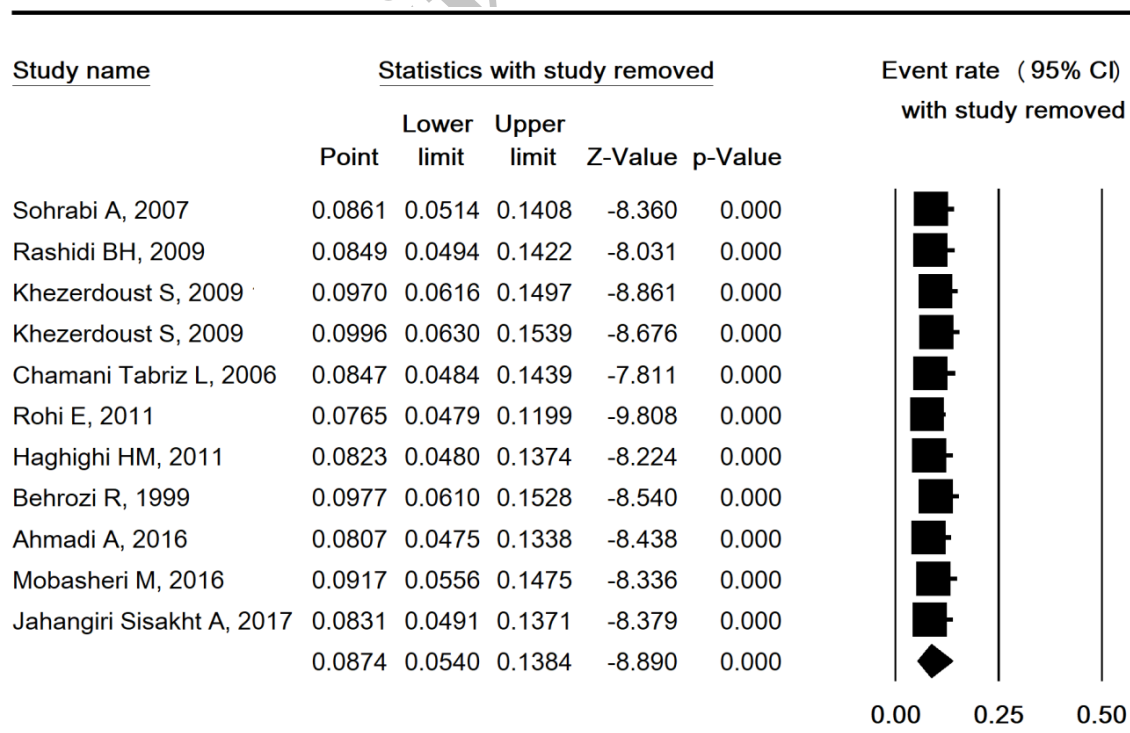 Study name Statistics with study removed Event rate (95% CI)
with study removed
Lower Upper
Point limit limit Z-Value p-Value
Sohrabi A, 2007 0.0861 0.0514 0.1408 -8.360 0.000
Rashidi BH, 2009 0.0849 0.0494 0.1422 -8.031 0.000
Khezerdoust S, 2009 0.0970 0.0616 0.1497 -8.861 0.000
Khezerdoust S, 2009 0.0996 0.0630 0.1539 -8.676 0.000
Chamani Tabriz L, 2006 0.0847 0.0484 0.1439 -7.811 0.000
Rohi E, 2011 0.0765 0.0479 0.1199 -9.808 0.000
Haghighi HM, 2011 0.0823 0.0480 0.1374 -8.224 0.000
Behrozi R, 1999 0.0977 0.0610 0.1528 -8.540 0.000
Ahmadi A, 2016 0.0807 0.0475 0.1338 -8.438 0.000
Mobasheri M, 2016 0.0917 0.0556 0.1475 -8.336 0.000
Jahangiri Sisakht A, 2017 0.0831 0.0491 0.1371 -8.379 0.000
0.0874 0.0540 0.1384 -8.890 0.000
0.00 0.25 0.50